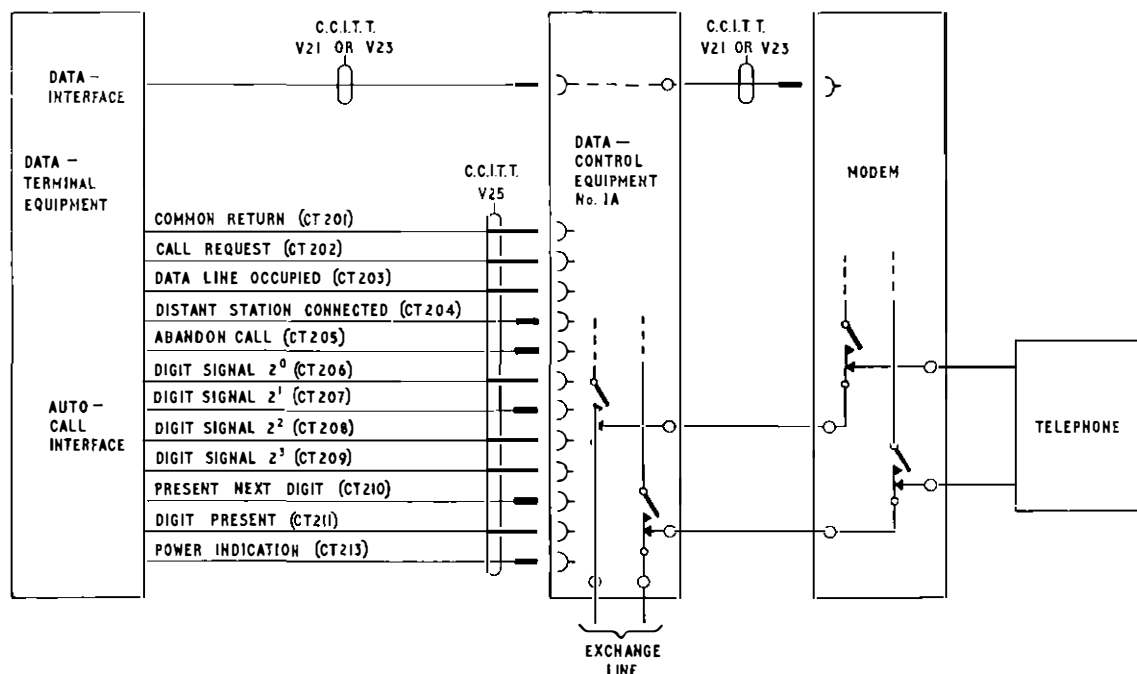 C.C.I.T.T.
V21 OR V23
C.C.I.T.T.
V21 OR V23
DATA –
INTERFACE
DATA –
TERMINAL
EQUIPMENT
C.C.I.T.T.
V25
DATA –
CONTROL
EQUIPMENT
No. 1A
MODEM
COMMON RETURN (CT201)
CALL REQUEST (CT202)
DATA LINE OCCUPIED (CT203)
DISTANT STATION CONNECTED (CT204)
ABANDON CALL (CT205)
DIGIT SIGNAL 2⁰ (CT206)
DIGIT SIGNAL 2¹ (CT207)
DIGIT SIGNAL 2² (CT208)
DIGIT SIGNAL 2³ (CT209)
PRESENT NEXT DIGIT (CT210)
DIGIT PRESENT (CT211)
POWER INDICATION (CT213)
AUTO –
CALL
INTERFACE
TELEPHONE
EXCHANGE
LINE